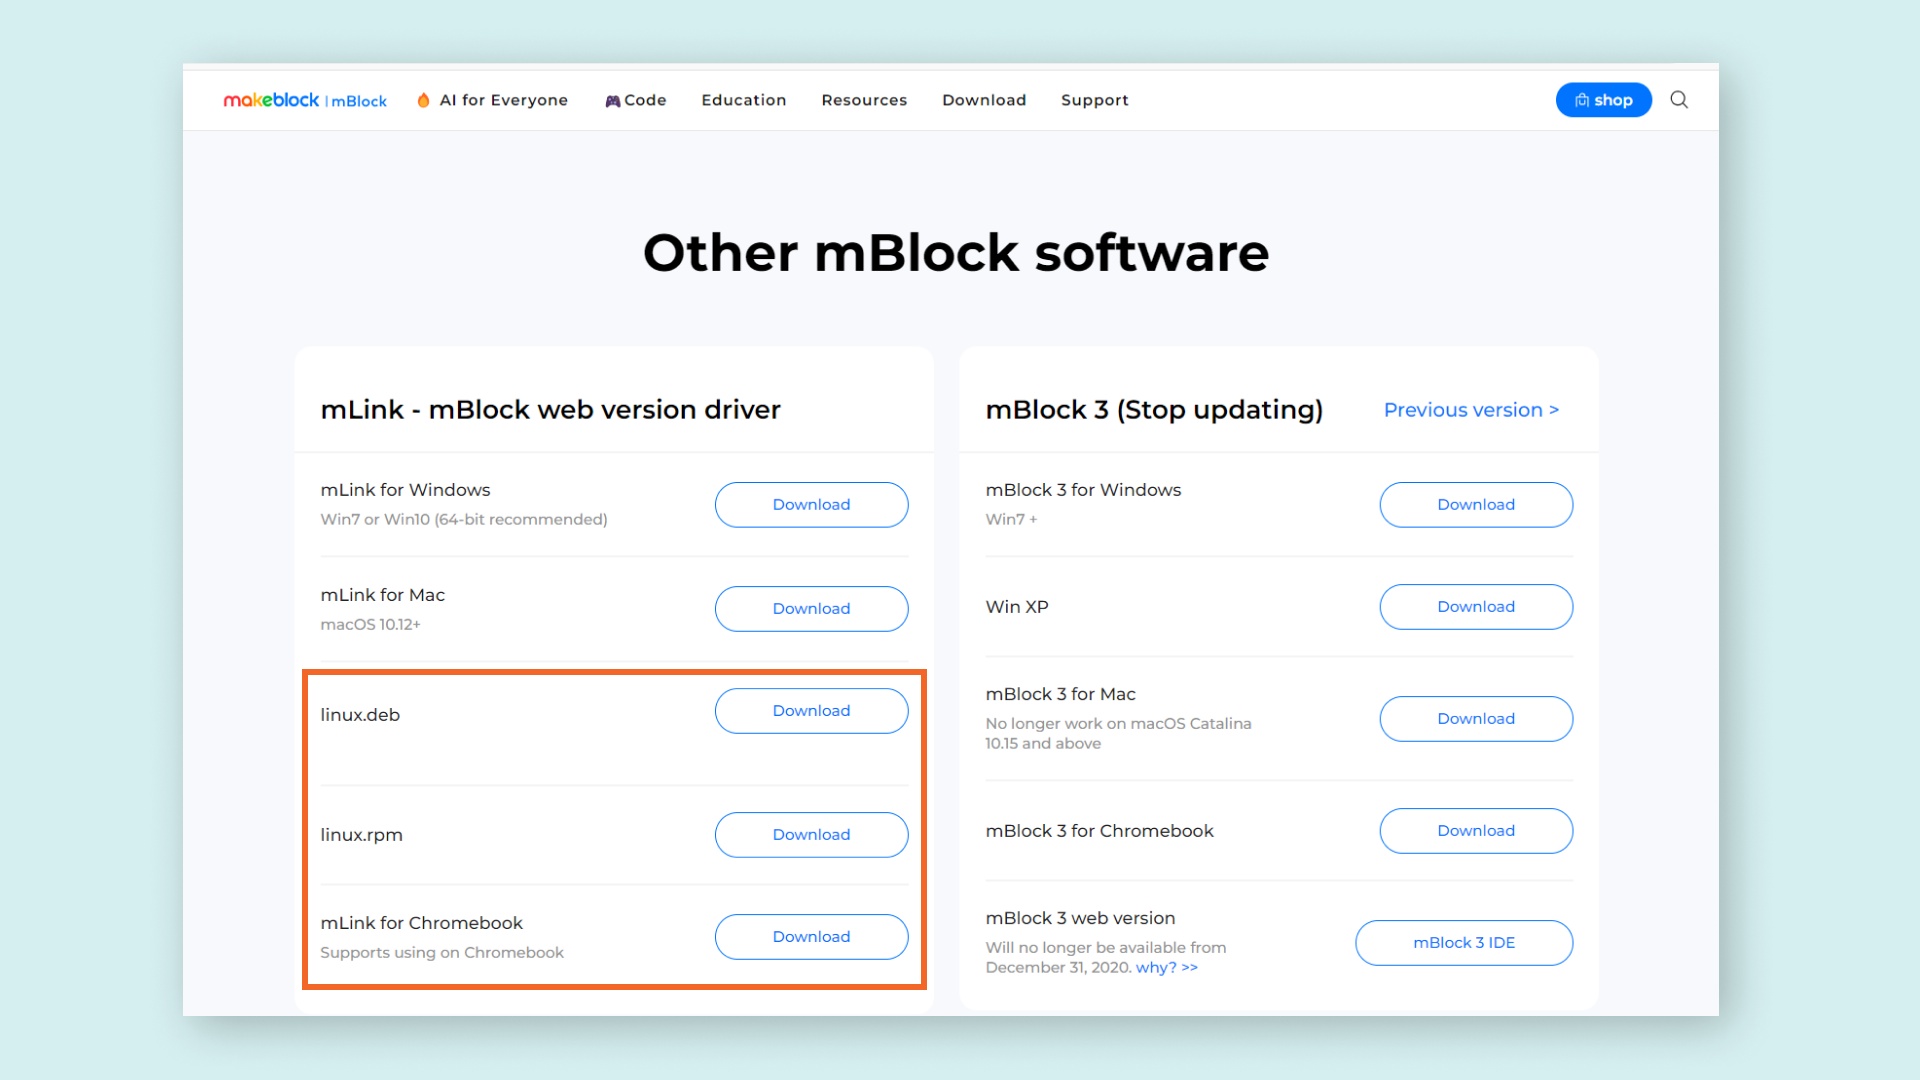 makeblock | mBlock
AI for Everyone
Code
Education
Resources
Download
Support
shop
Other mBlock software
mLink - mBlock web version driver
mLink for Windows
Win7 or Win10 (64-bit recommended)
Download
mLink for Mac
macOS 10.12+
Download
linux.deb
Download
linux.rpm
Download
mLink for Chromebook
Supports using on Chromebook
Download
mBlock 3 (Stop updating)
Previous version >
mBlock 3 for Windows
Win7 +
Download
Win XP
Download
mBlock 3 for Mac
No longer work on macOS Catalina
10.15 and above
Download
mBlock 3 for Chromebook
Download
mBlock 3 web version
Will no longer be available from
December 31, 2020. why? >>
mBlock 3 IDE